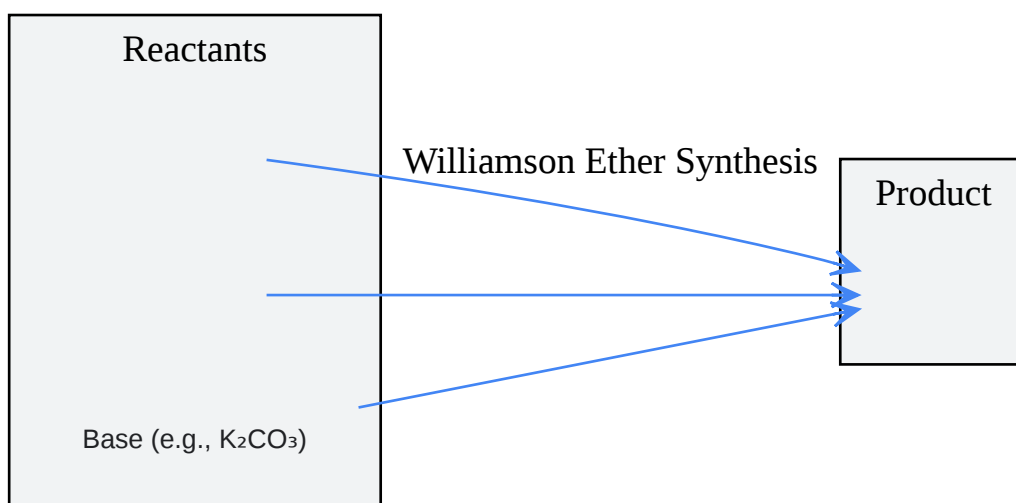 Reactants
Williamson Ether Synthesis
Product
Base (e.g., K₂CO₃)